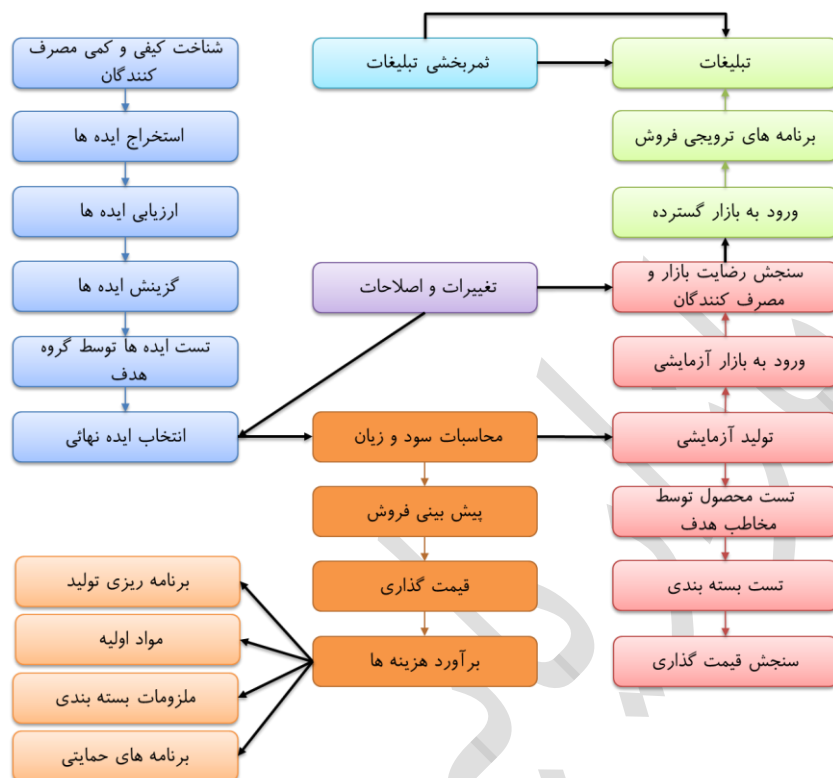 شناخت کیفی و کمی مصرف
کنندگان
استخراج ایده ها
ارزیابی ایده ها
گزینش ایده ها
تست ایده ها توسط گروه
هدف
انتخاب ایده نهائی
ثمربخشی تبلیغات
تبلیغات
برنامه های ترویجی فروش
ورود به بازار گسترده
تغییرات و اصلاحات
سنجش رضایت بازار و
مصرف کنندگان
ورود به بازار آزمایشی
تولید آزمایشی
تست محصول توسط
مخاطب هدف
تست بسته بندی
سنجش قیمت گذاری
محاسبات سود و زیان
پیش بینی فروش
قیمت گذاری
برآورد هزینه ها
برنامه ریزی تولید
مواد اولیه
ملزومات بسته بندی
برنامه های حمایتی